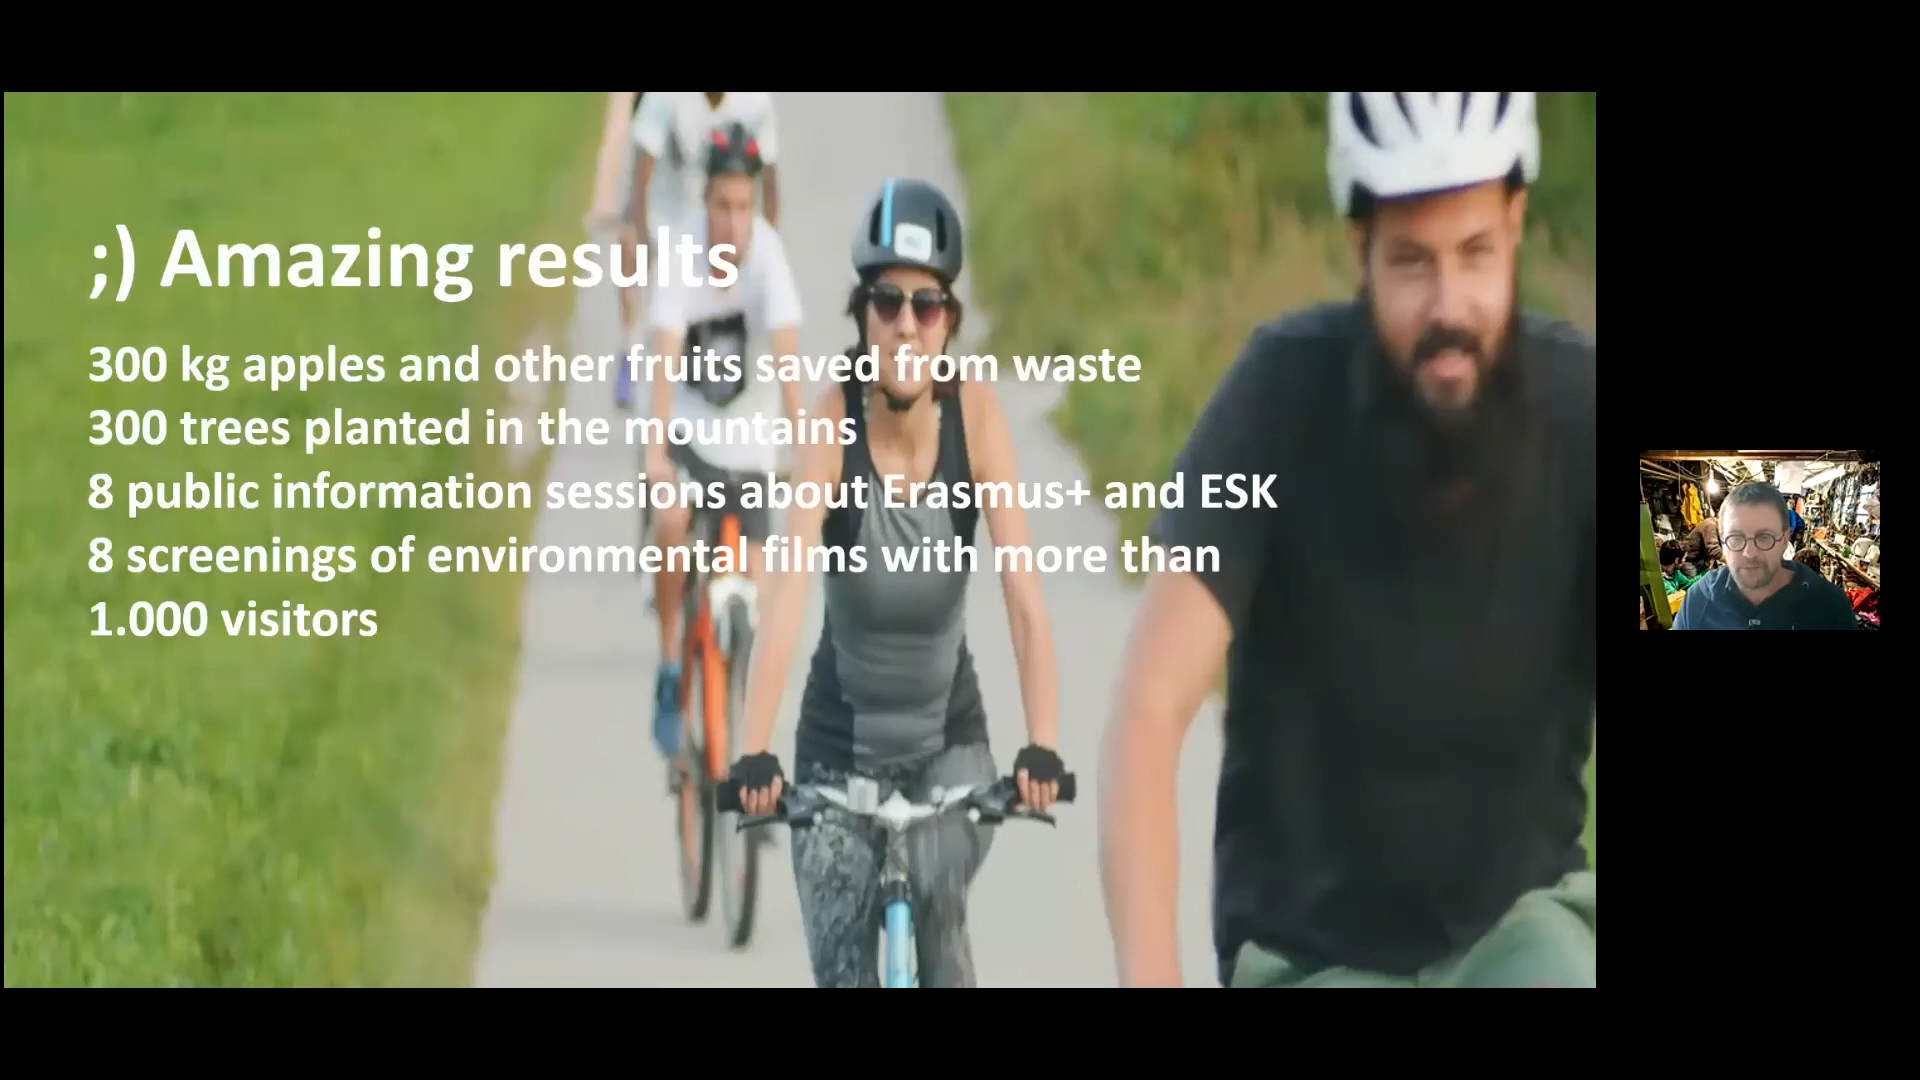 ;) Amazing results
300 kg apples and other fruits saved from waste
300 trees planted in the mountains
8 public information sessions about Erasmus+ and ESK
8 screenings of environmental films with more than
1.000 visitors